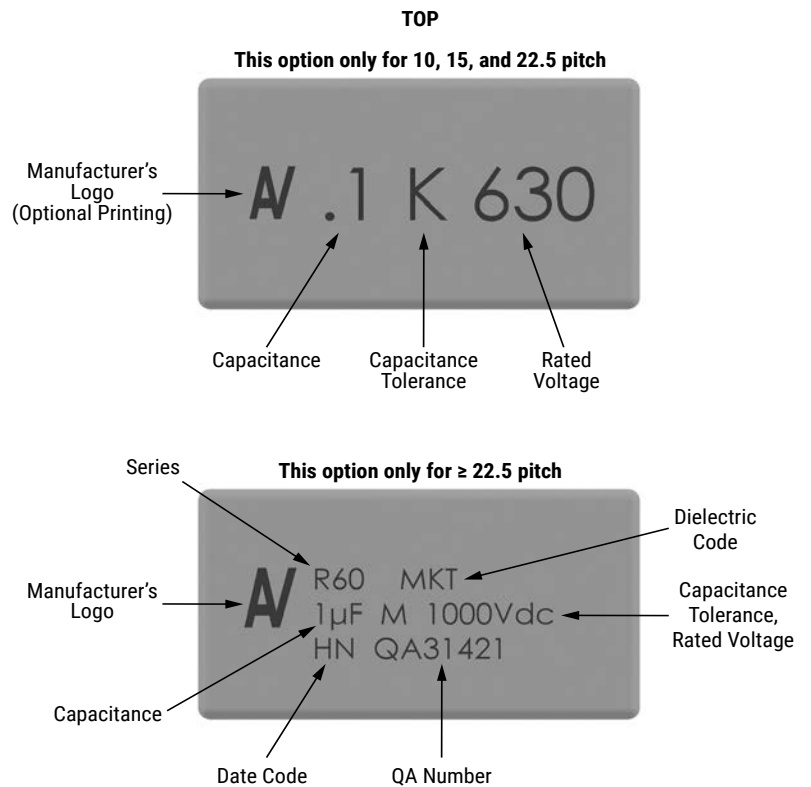 TOP
This option only for 10, 15, and 22.5 pitch
Manufacturer's
Logo
(Optional Printing)
.1 K 630
Capacitance
Capacitance
Tolerance
Rated
Voltage
Series
This option only for ≥ 22.5 pitch
Dielectric
Code
R60 MKT
Manufacturer's
Logo
1µF M 1000Vdc
Capacitance
Tolerance,
Rated Voltage
HN QA31421
Capacitance
Date Code
QA Number